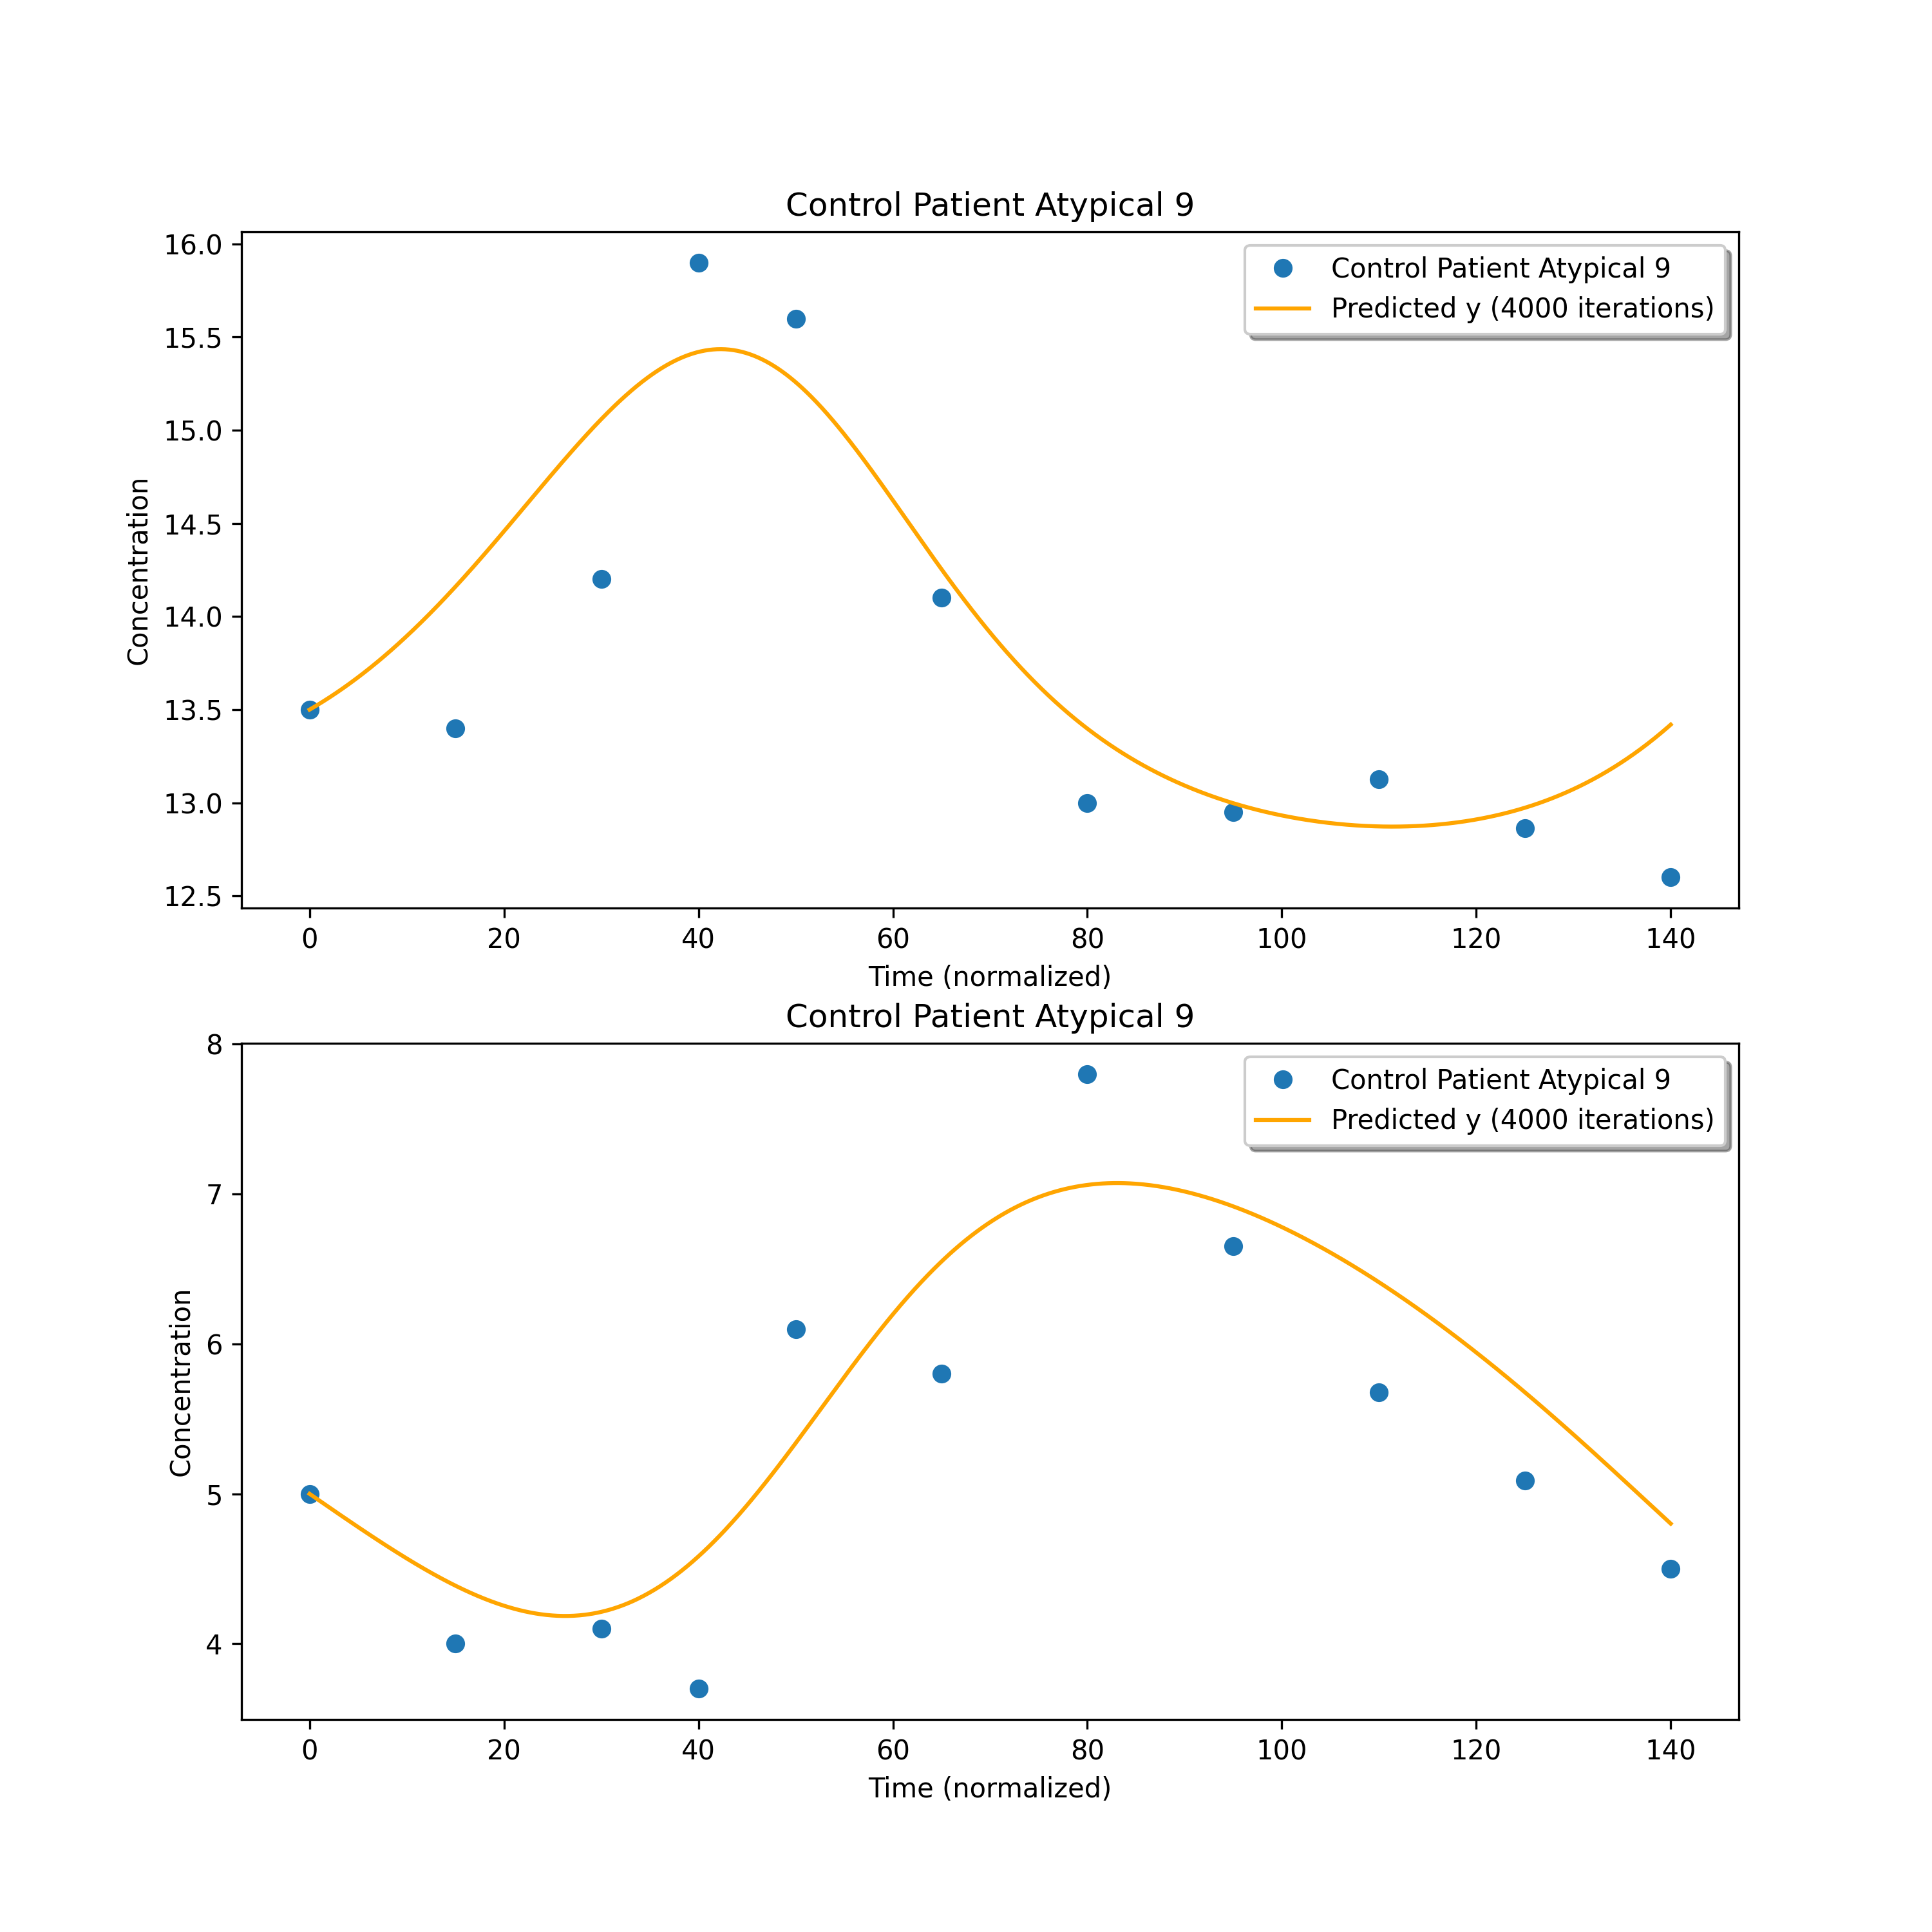 Control Patient Atypical 9
Control Patient Atypical 9
Predicted y (4000 iterations)
Concentration
16.0
15.5
15.0
14.5
14.0
13.5
13.0
12.5
0 20 40 60 80 100 120 140
Time (normalized)
Control Patient Atypical 9
Control Patient Atypical 9
Predicted y (4000 iterations)
Concentration
8
7
6
5
4
0 20 40 60 80 100 120 140
Time (normalized)